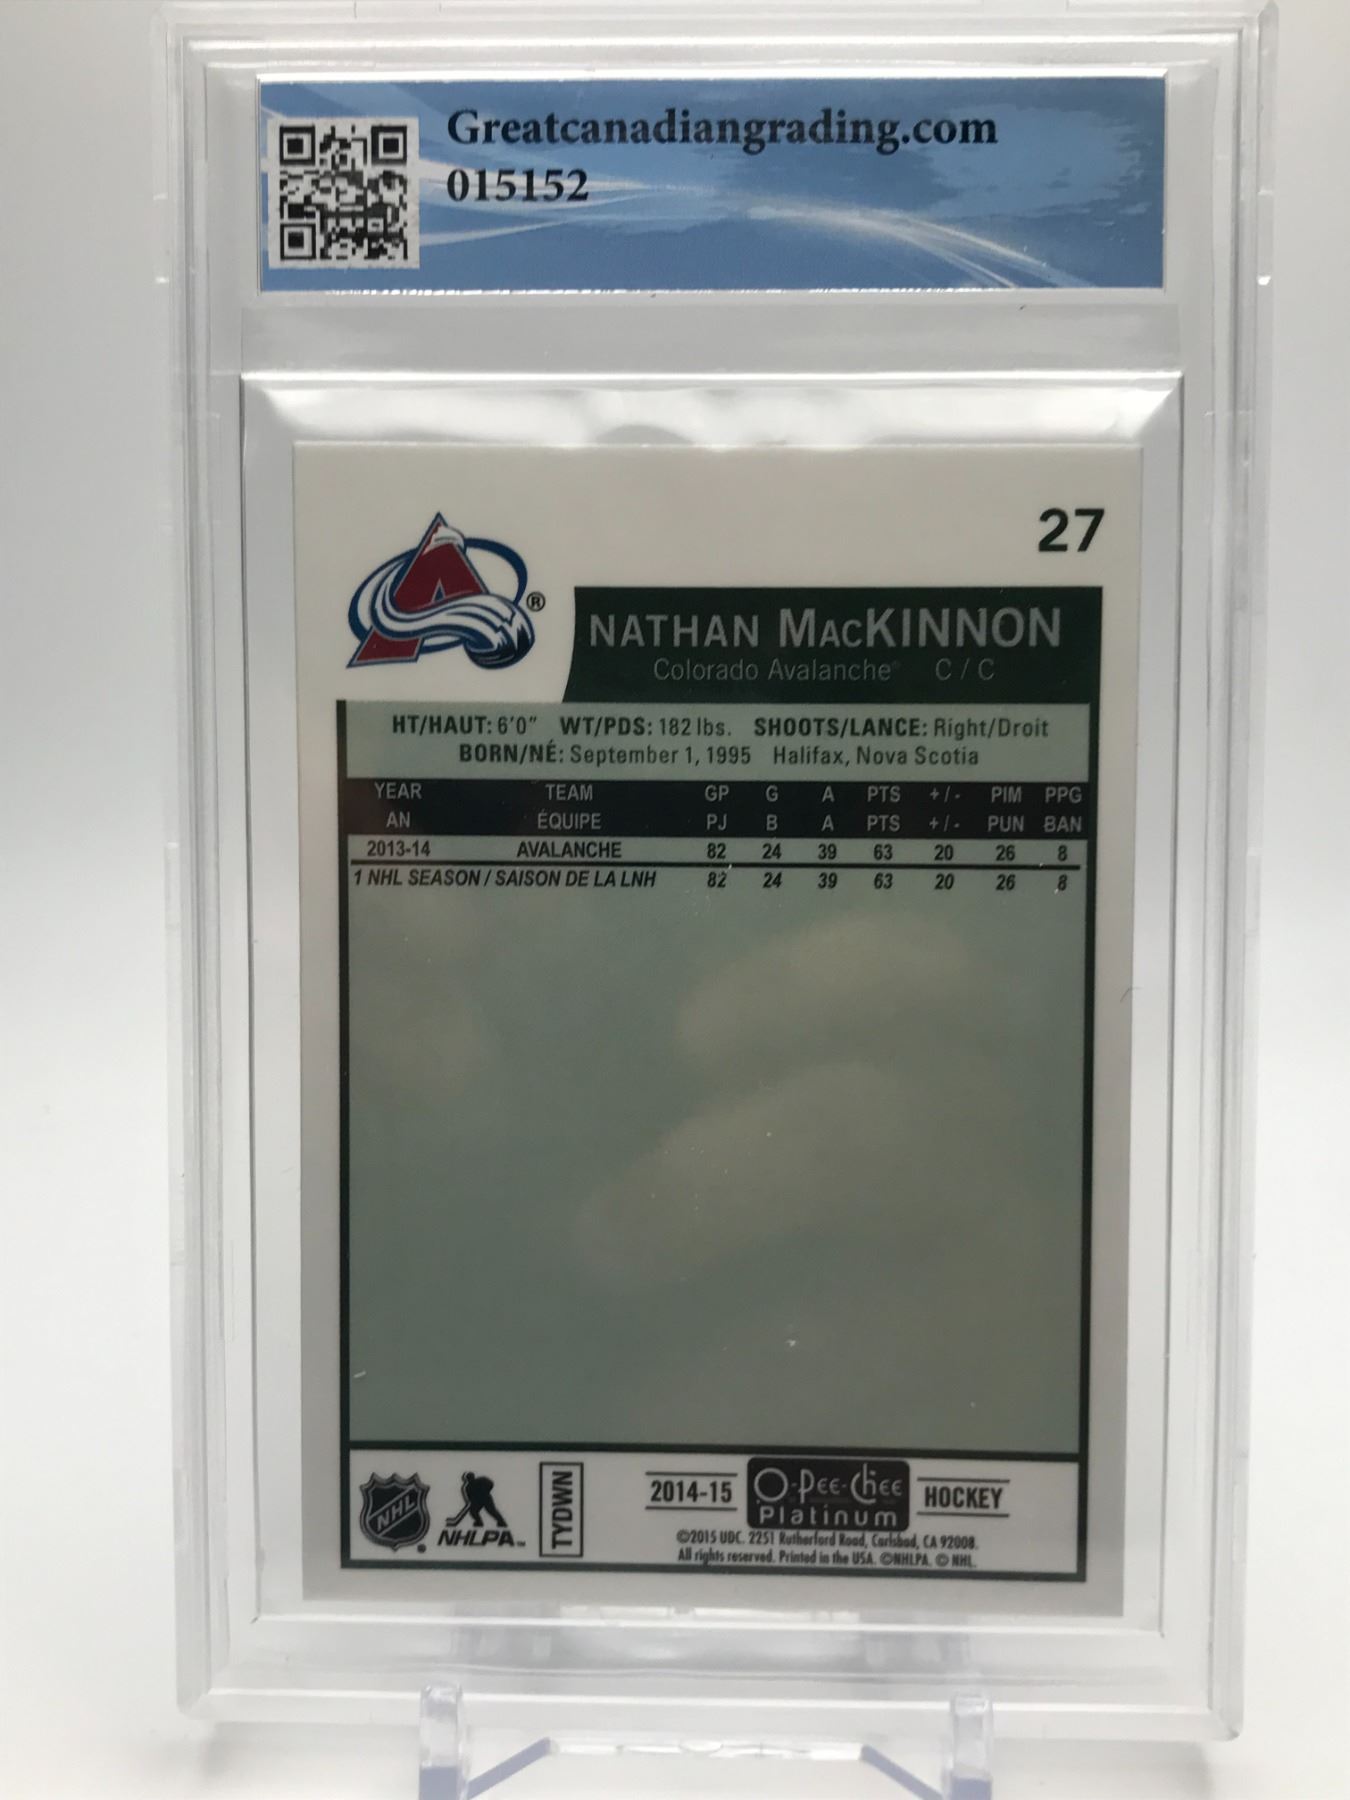 Greatcanadiangrading.com
015152
27
NATHAN MacKINNON
Colorado Avalanche C / C
HT/HAUT: 6'0" WT/PDS: 182 lbs. SHOOTS/LANCE: Right/Droit
BORN/NÉ: September 1, 1995 Halifax, Nova Scotia
YEAR TEAM GP G A PTS +/- PIM PPG
AN ÉQUIPE PJ B A PTS +/- PUN BAN
2013-14 AVALANCHE 82 24 39 63 20 26 8
1 NHL SEASON / SAISON DE LA LNH 82 24 39 63 20 26 8
NHL NHLPA TYDWN 2014-15 O-Pee-Chee Platinum HOCKEY
©2015 UDC. 2251 Rutherford Road, Carlsbad, CA 92008.
All rights reserved. Printed in the USA. ©NHLPA. © NHL.